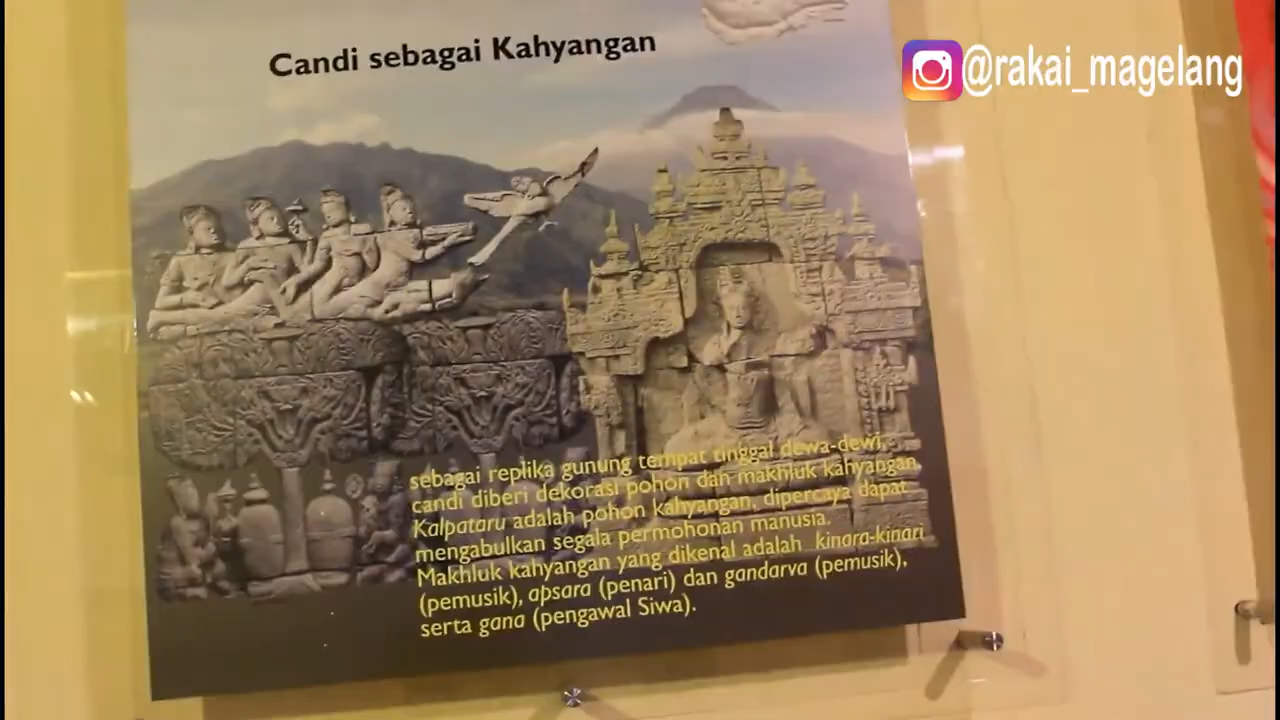 Candi sebagai Kahyangan
@rakai_magelang
sebagai replika gunung tempat tinggal dewa-dewi,
candi diberi dekorasi pohon dan makhluk kahyangan.
Kalpataru adalah pohon kahyangan, dipercaya dapat
mengabulkan segala permohonan manusia.
Makhluk kahyangan yang dikenal adalah kinara-kinari
(pemusik), apsara (penari) dan gandarva (pemusik),
serta gana (pengawal Siwa).